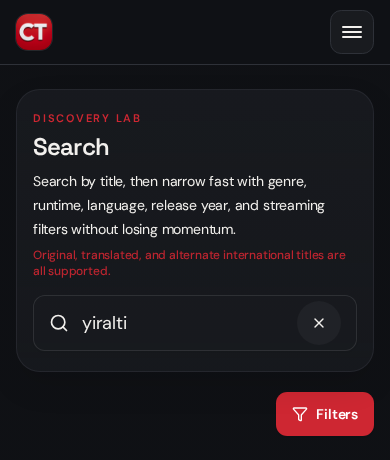 CT
DISCOVERY LAB
Search
Search by title, then narrow fast with genre,
runtime, language, release year, and streaming
filters without losing momentum.
Original, translated, and alternate international titles are
all supported.
yiralti
Filters